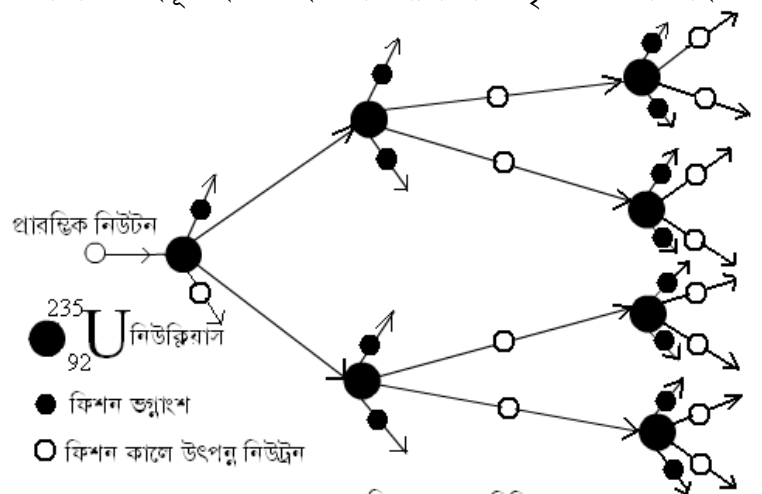 প্রারম্ভিক নিউটন
235
92
U নিউক্লিয়াস
ফিশন ভগ্নাংশ
ফিশন কালে উৎপন্ন নিউট্রন